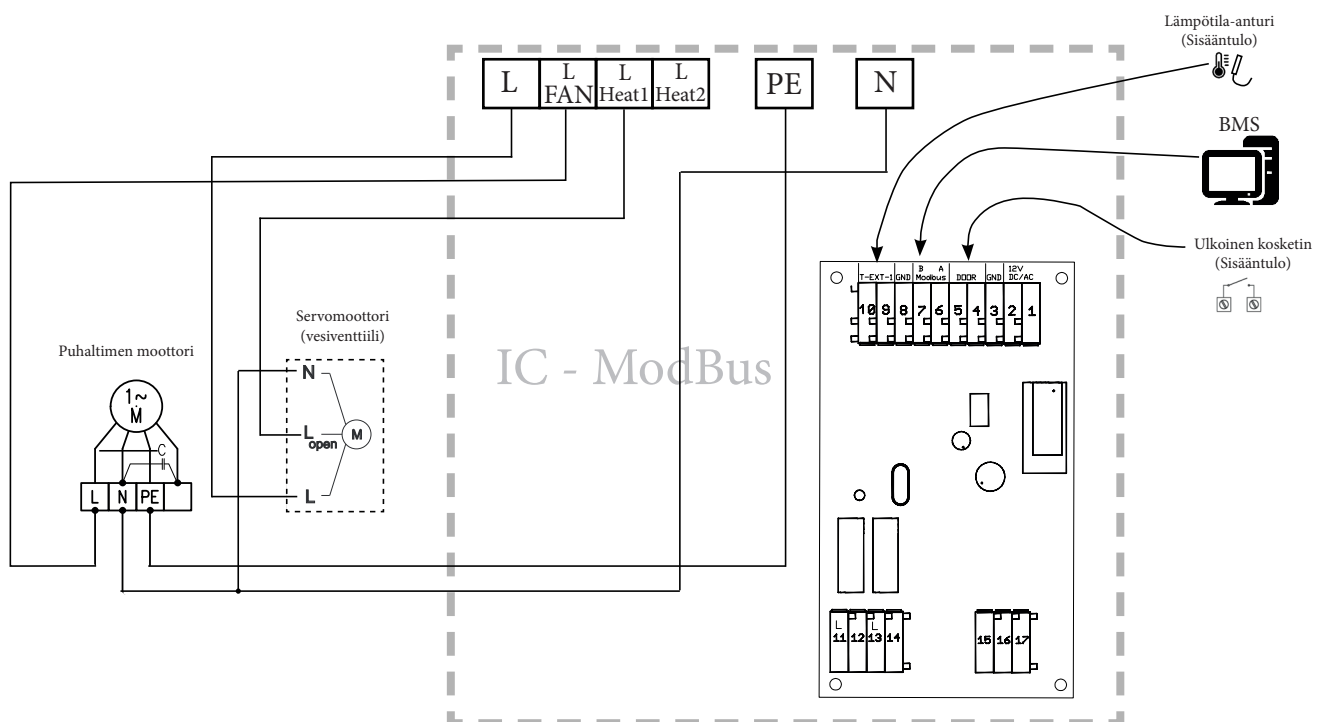 Lämpötila-anturi
(Sisääntulo)
L
L
FAN
L
Heat1
L
Heat2
PE
N
BMS
Ulkoinen kosketin
(Sisääntulo)
T-EXT-1 GND B A Modbus DOOR GND 12V DC/AC
10 9 8 7 6 5 4 3 2 1
Servomoottori
(vesiventtiili)
Puhaltimen moottori
IC - ModBus
N
L
open
M
L
1~
M
C
L N PE
L
11 12
L
13 14
15 16 17